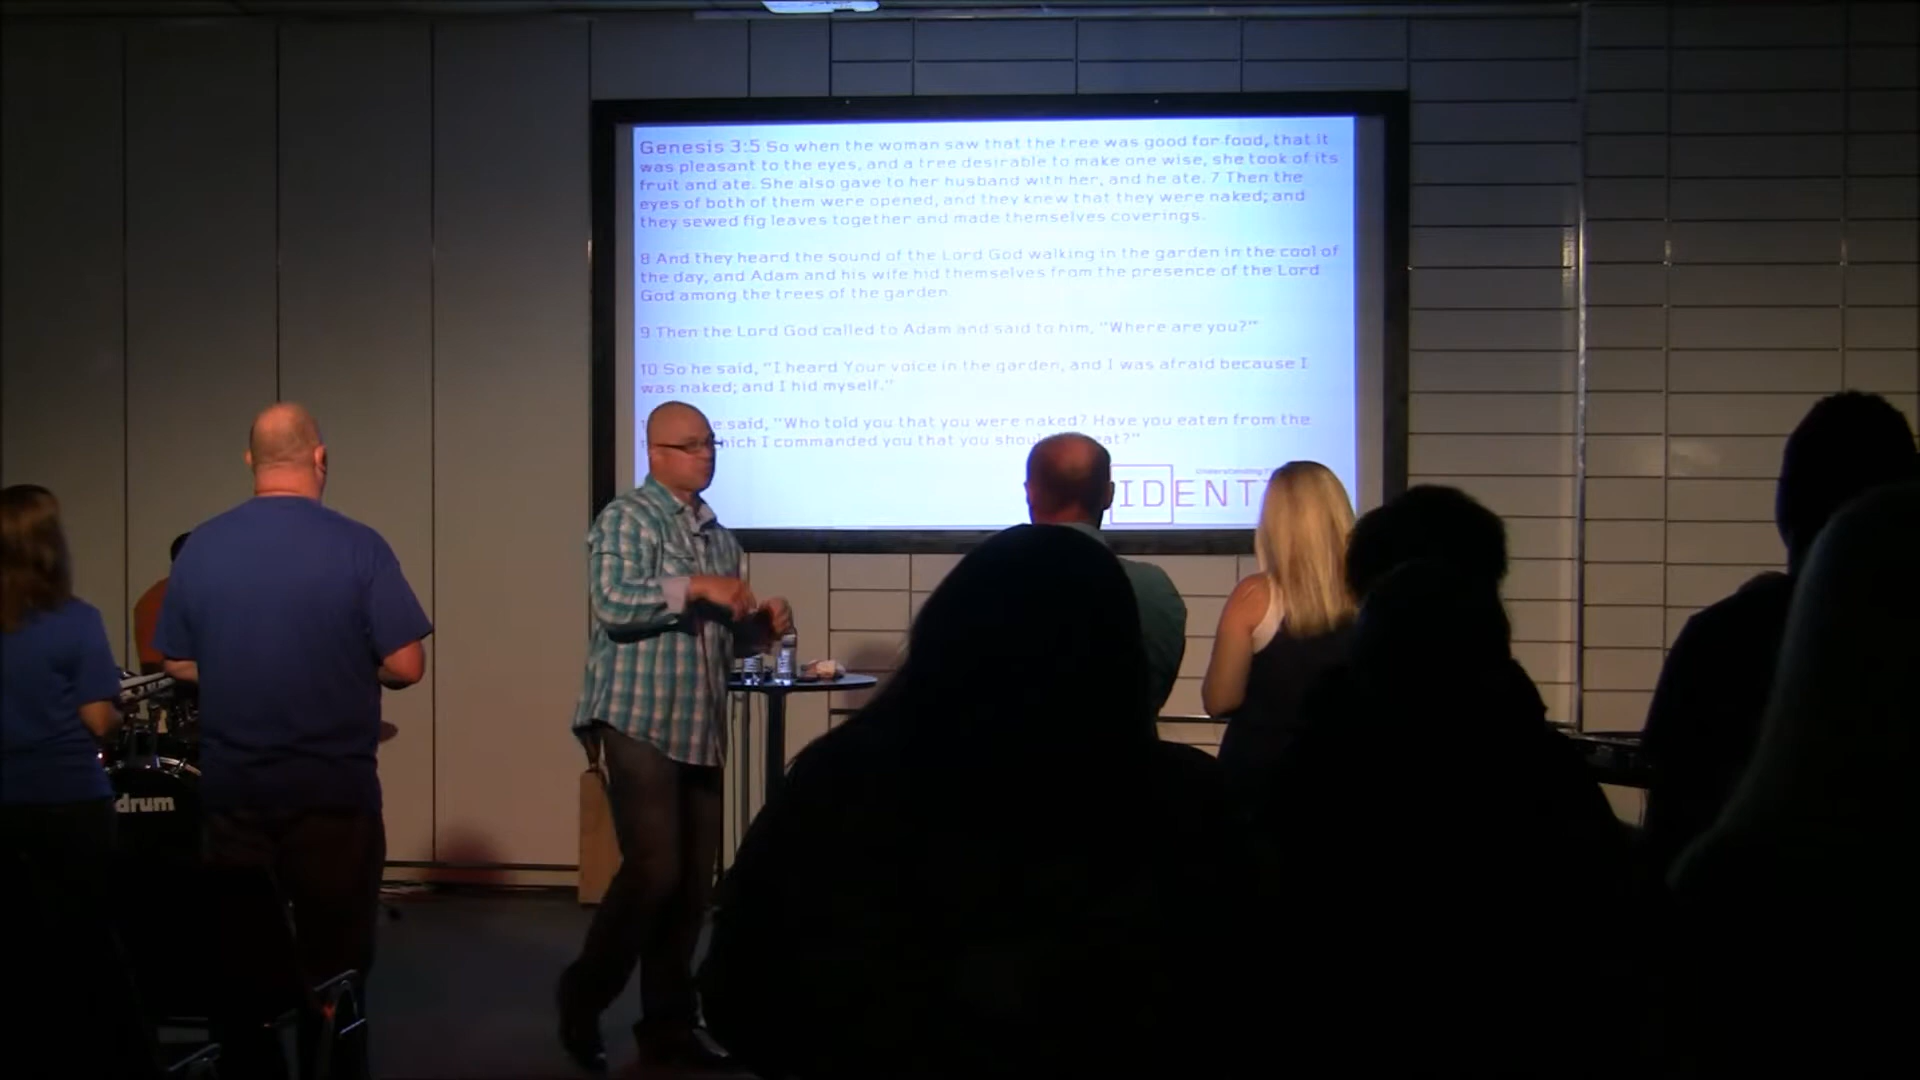 Genesis 3:5 So when the woman saw that the tree was good for food, that it
was pleasant to the eyes, and a tree desirable to make one wise, she took of its
fruit and ate. She also gave to her husband with her, and he ate. 7 Then the
eyes of both of them were opened, and they knew that they were naked; and
they sewed fig leaves together and made themselves coverings.
8 And they heard the sound of the Lord God walking in the garden in the cool of
the day, and Adam and his wife hid themselves from the presence of the Lord
God among the trees of the garden.
9 Then the Lord God called to Adam and said to him, "Where are you?"
10 So he said, "I heard Your voice in the garden, and I was afraid because I
was naked; and I hid myself."
said, "Who told you that you were naked? Have you eaten from the
which I commanded you that you eat?"
Understanding
IDENT
drum